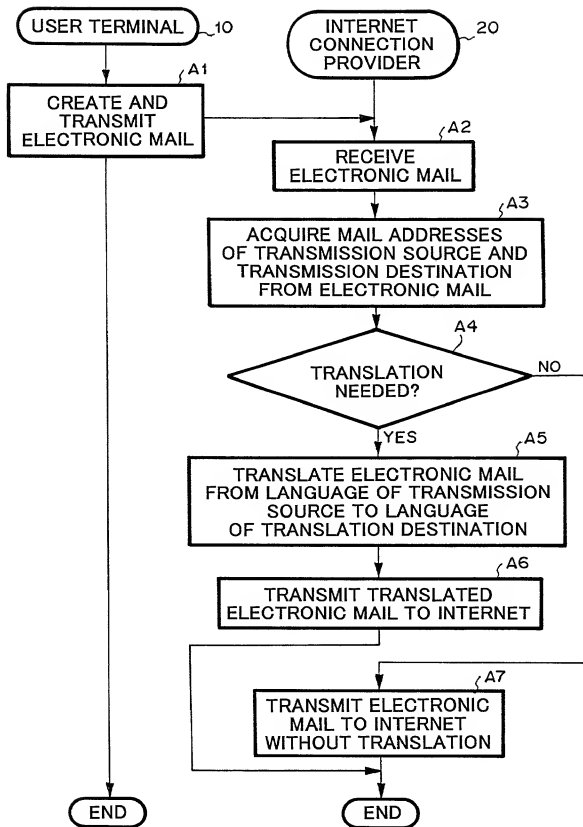 USER TERMINAL
10
INTERNET
CONNECTION
PROVIDER
20
A1
CREATE AND
TRANSMIT
ELECTRONIC MAIL
A2
RECEIVE
ELECTRONIC MAIL
A3
ACQUIRE MAIL ADDRESSES
OF TRANSMISSION SOURCE AND
TRANSMISSION DESTINATION
FROM ELECTRONIC MAIL
A4
TRANSLATION
NEEDED?
NO
YES
A5
TRANSLATE ELECTRONIC MAIL
FROM LANGUAGE OF TRANSMISSION
SOURCE TO LANGUAGE
OF TRANSLATION DESTINATION
A6
TRANSMIT TRANSLATED
ELECTRONIC MAIL TO INTERNET
A7
TRANSMIT ELECTRONIC
MAIL TO INTERNET
WITHOUT TRANSLATION
END
END